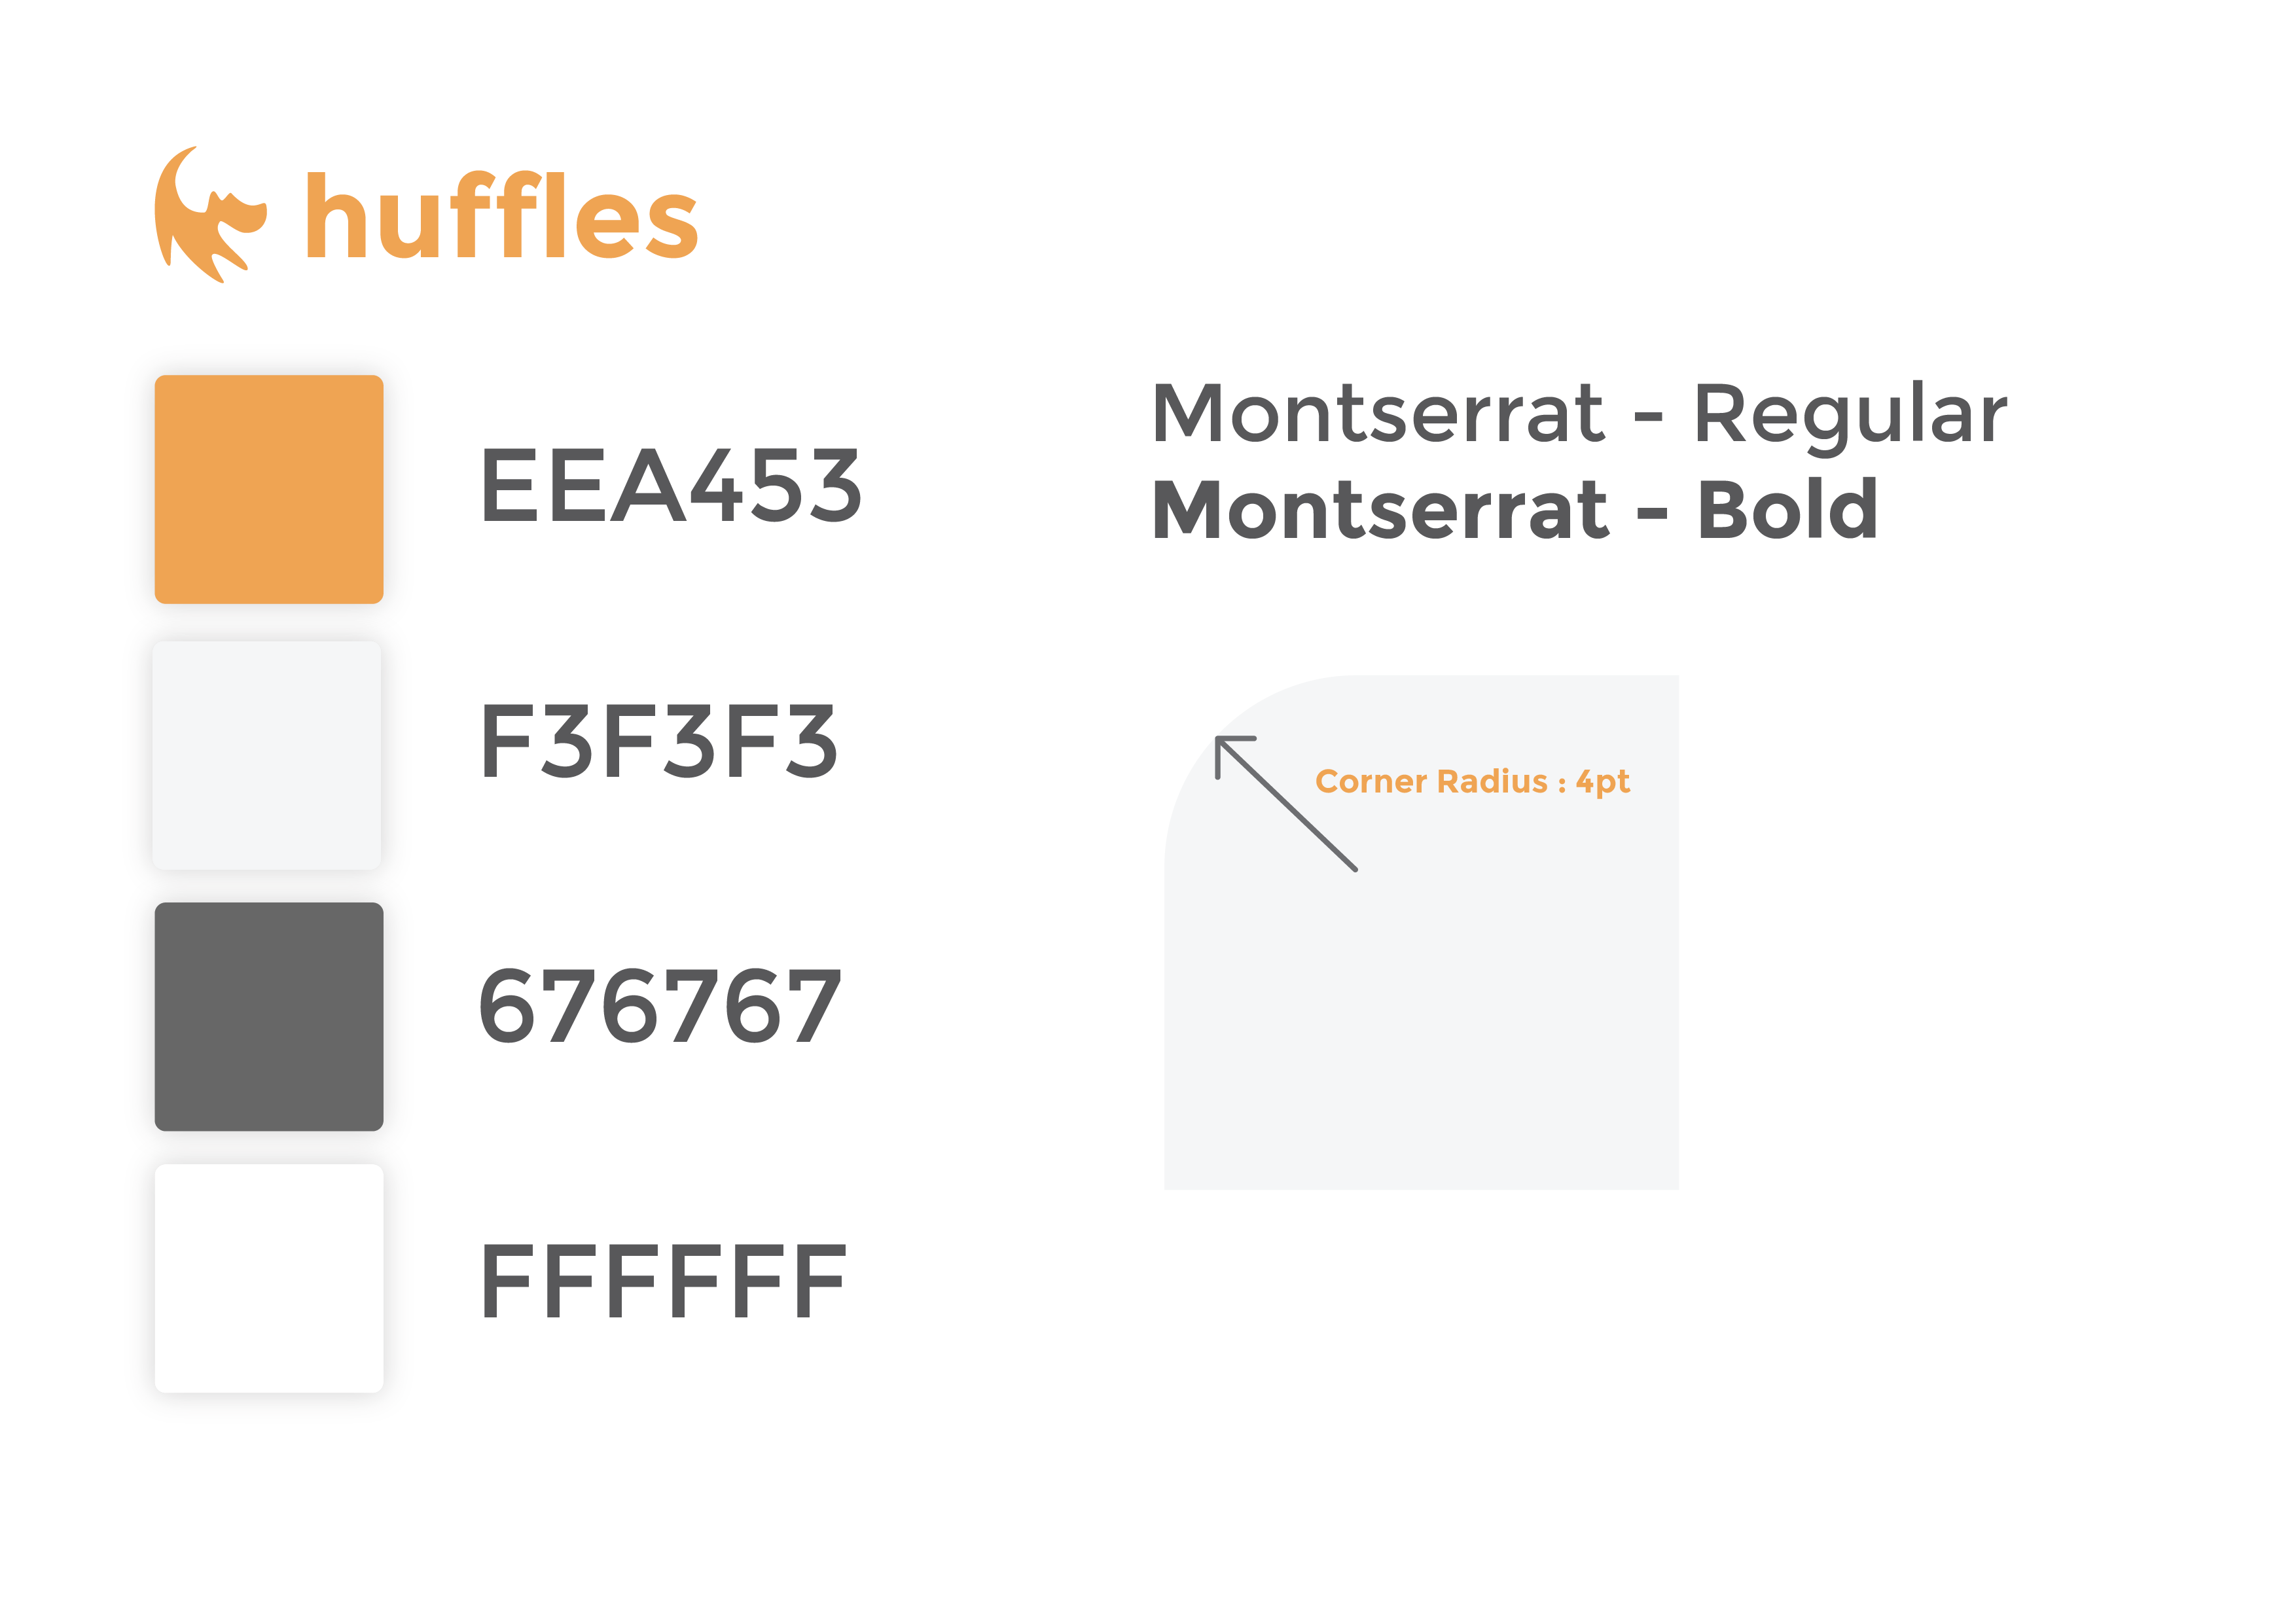 huffles
EEA453
F3F3F3
676767
FFFFFF
Montserrat - Regular
Montserrat - Bold
Corner Radius : 4pt